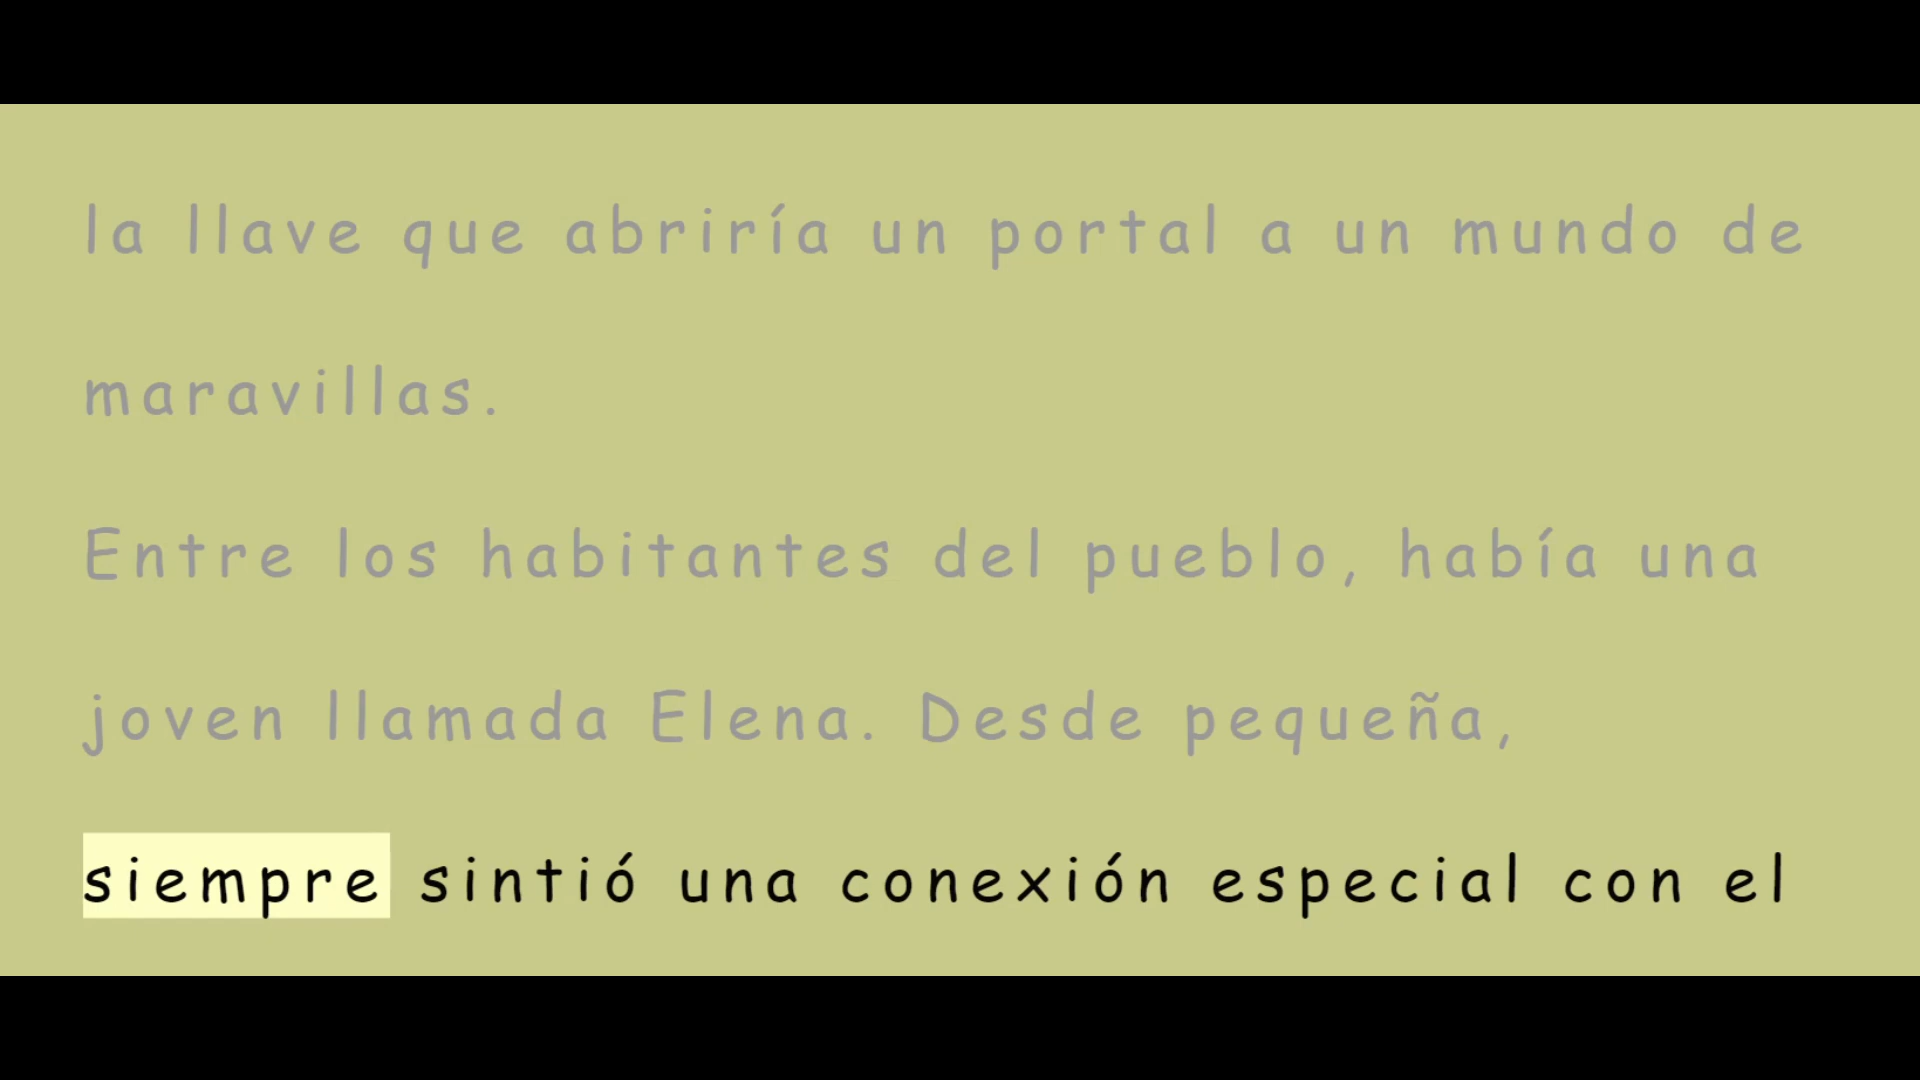 la llave que abriría un portal a un mundo de
maravillas.
Entre los habitantes del pueblo, había una
joven llamada Elena. Desde pequeña,
siempre sintió una conexión especial con el